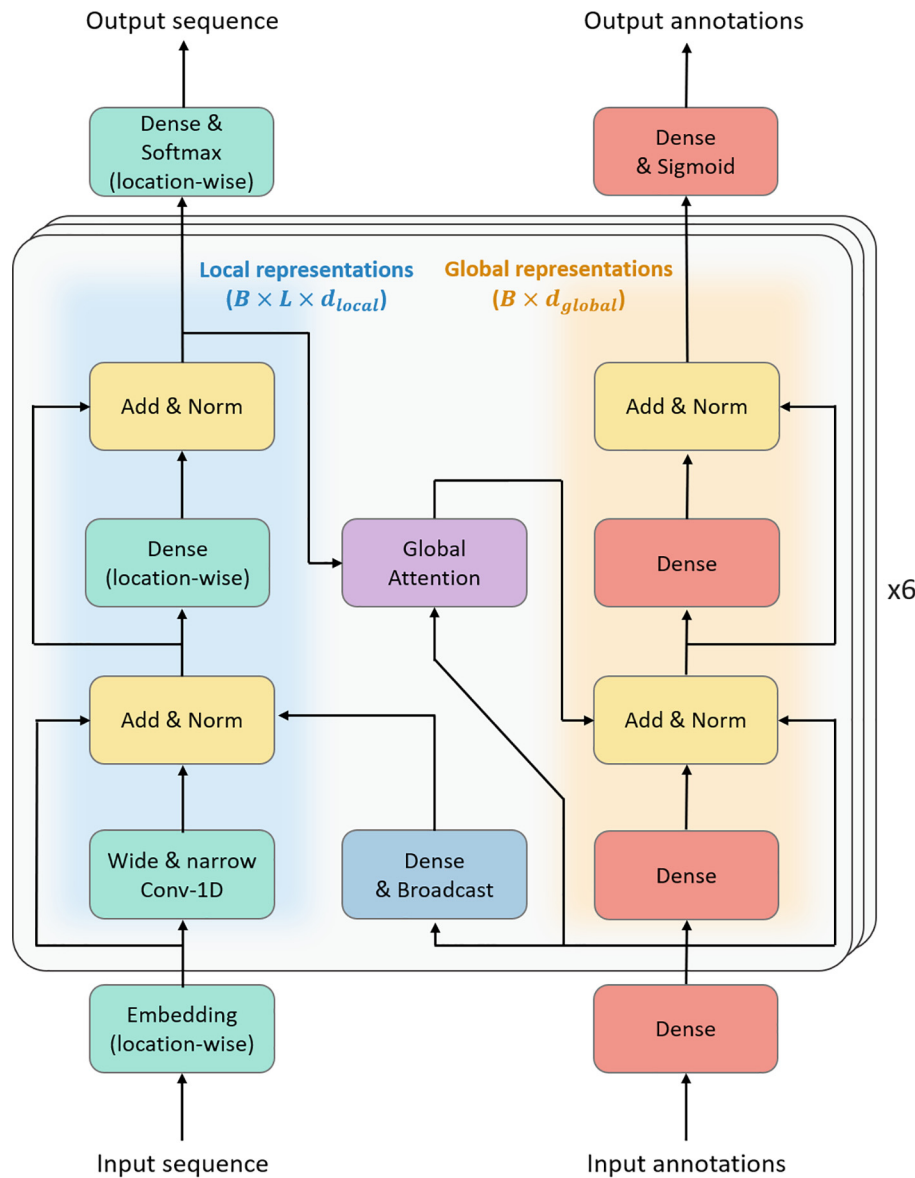 Output sequence
Output annotations
Dense &
Softmax
(location-wise)
Dense
& Sigmoid
Local representations
(B × L × d_local)
Global representations
(B × d_global)
Add & Norm
Add & Norm
Dense
(location-wise)
Global
Attention
Dense
x6
Add & Norm
Add & Norm
Wide & narrow
Conv-1D
Dense
& Broadcast
Dense
Embedding
(location-wise)
Dense
Input sequence
Input annotations